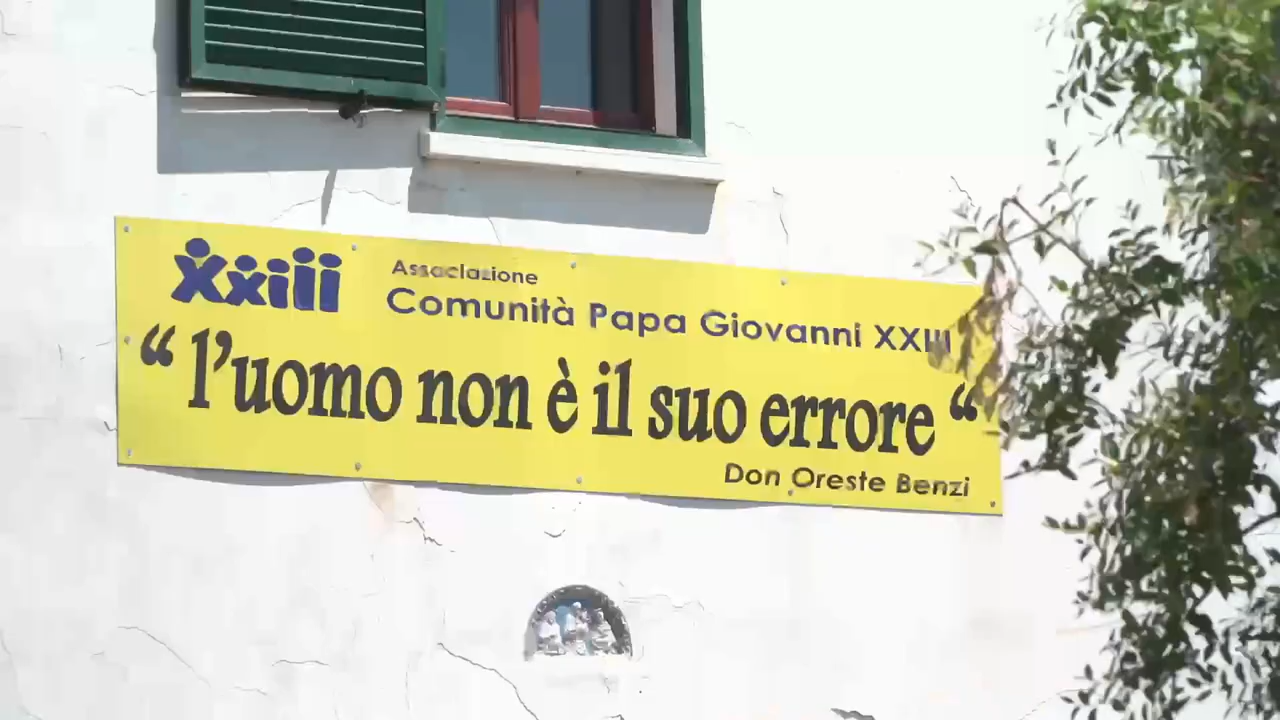 xxiii
Associazione
Comunità Papa Giovanni XXIII
“ l’uomo non è il suo errore “
Don Oreste Benzi